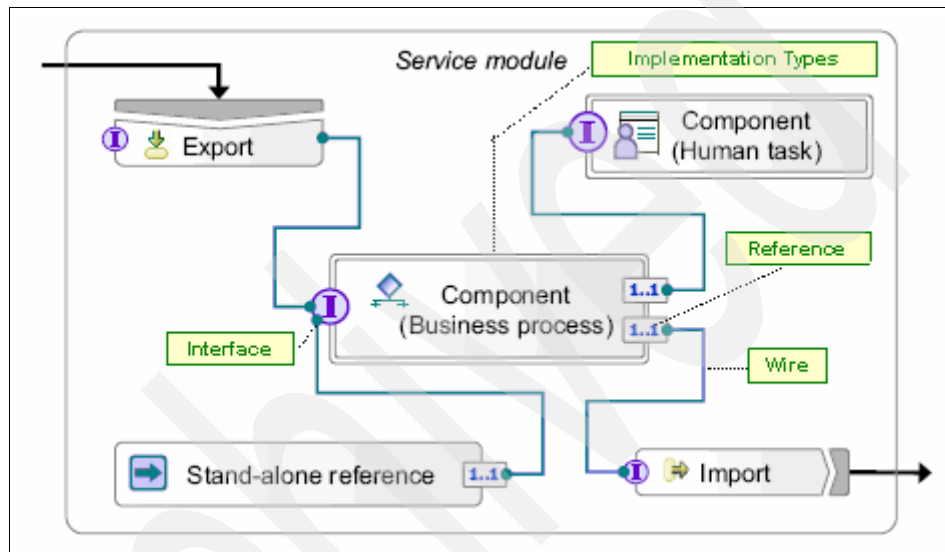 Service module
Implementation Types
I
Export
I
Component
(Human task)
Reference
I
Component
(Business process)
1..1
1..1
Interface
Wire
Stand-alone reference
1..1
I
Import